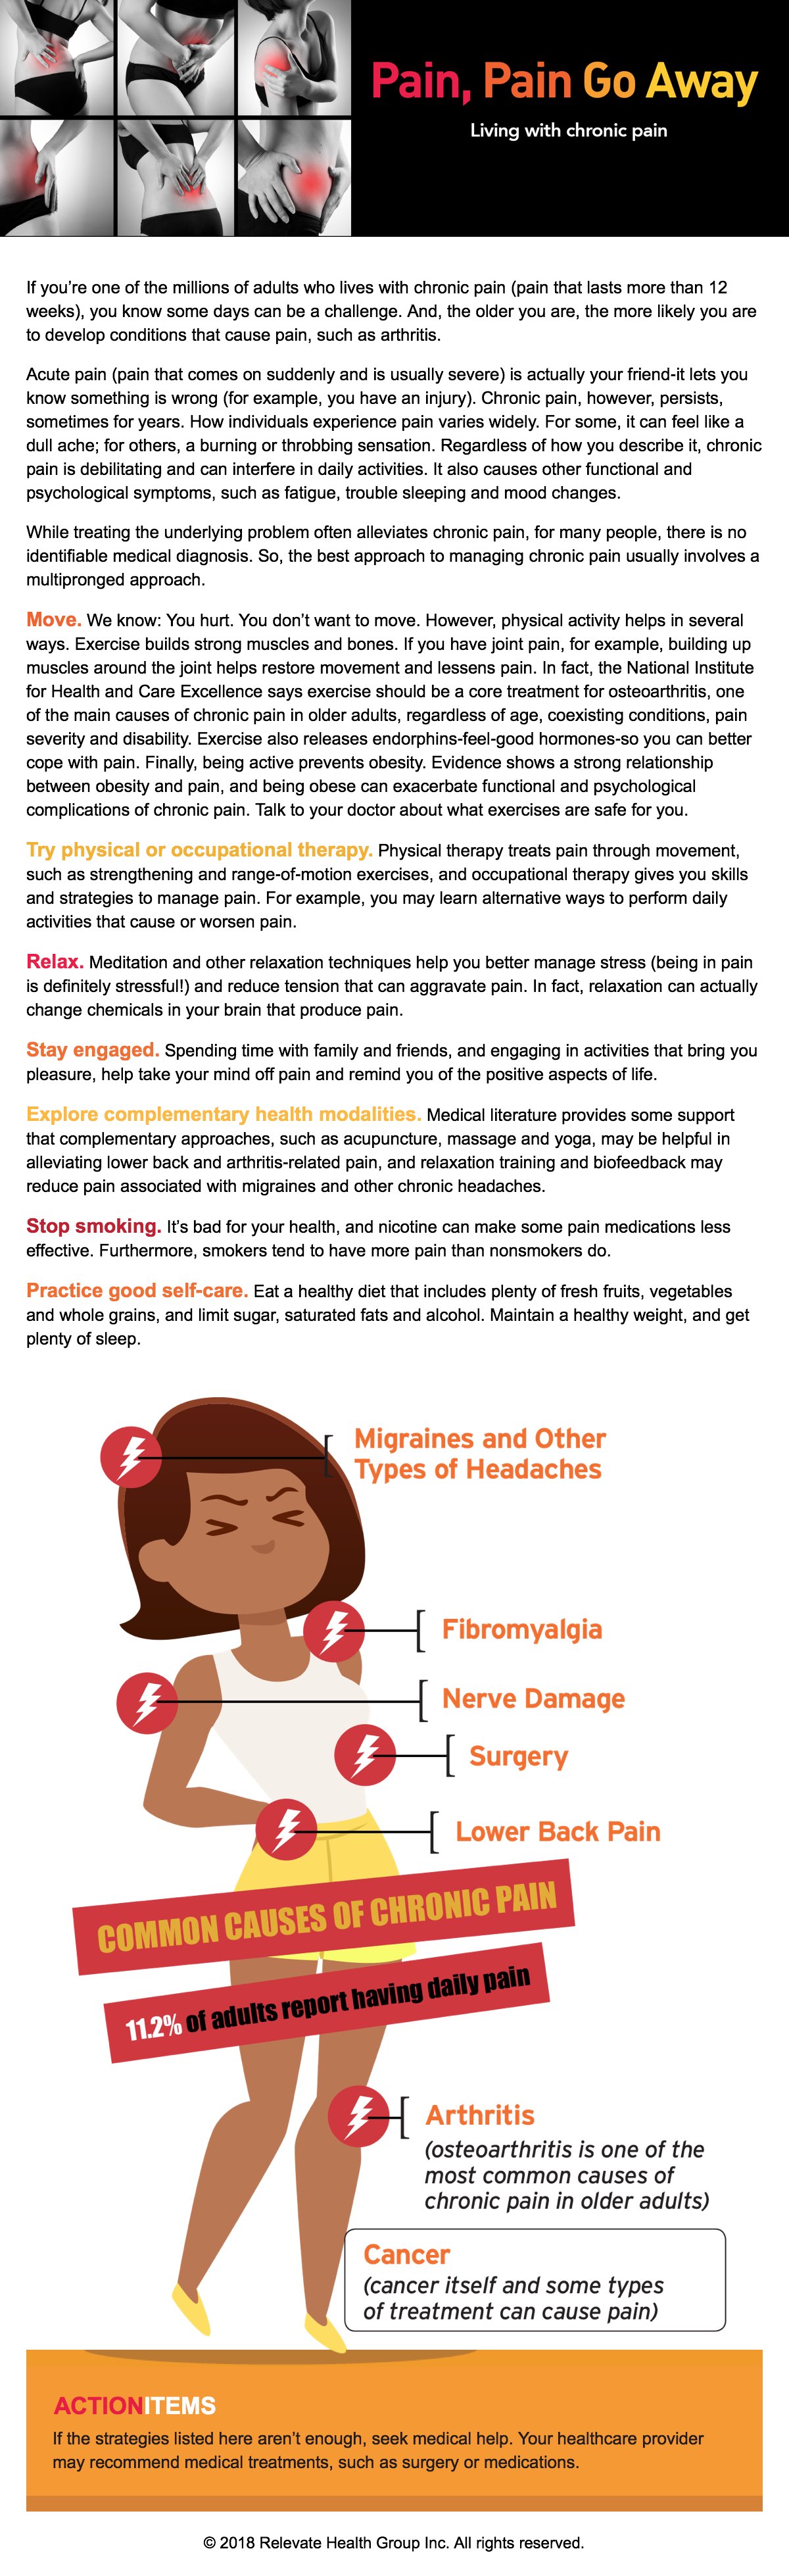 Pain, Pain Go Away
Living with chronic pain
If you’re one of the millions of adults who lives with chronic pain (pain that lasts more than 12
weeks), you know some days can be a challenge. And, the older you are, the more likely you are
to develop conditions that cause pain, such as arthritis.
Acute pain (pain that comes on suddenly and is usually severe) is actually your friend-it lets you
know something is wrong (for example, you have an injury). Chronic pain, however, persists,
sometimes for years. How individuals experience pain varies widely. For some, it can feel like a
dull ache; for others, a burning or throbbing sensation. Regardless of how you describe it, chronic
pain is debilitating and can interfere in daily activities. It also causes other functional and
psychological symptoms, such as fatigue, trouble sleeping and mood changes.
While treating the underlying problem often alleviates chronic pain, for many people, there is no
identifiable medical diagnosis. So, the best approach to managing chronic pain usually involves a
multipronged approach.
Move. We know: You hurt. You don’t want to move. However, physical activity helps in several
ways. Exercise builds strong muscles and bones. If you have joint pain, for example, building up
muscles around the joint helps restore movement and lessens pain. In fact, the National Institute
for Health and Care Excellence says exercise should be a core treatment for osteoarthritis, one
of the main causes of chronic pain in older adults, regardless of age, coexisting conditions, pain
severity and disability. Exercise also releases endorphins-feel-good hormones-so you can better
cope with pain. Finally, being active prevents obesity. Evidence shows a strong relationship
between obesity and pain, and being obese can exacerbate functional and psychological
complications of chronic pain. Talk to your doctor about what exercises are safe for you.
Try physical or occupational therapy. Physical therapy treats pain through movement,
such as strengthening and range-of-motion exercises, and occupational therapy gives you skills
and strategies to manage pain. For example, you may learn alternative ways to perform daily
activities that cause or worsen pain.
Relax. Meditation and other relaxation techniques help you better manage stress (being in pain
is definitely stressful!) and reduce tension that can aggravate pain. In fact, relaxation can actually
change chemicals in your brain that produce pain.
Stay engaged. Spending time with family and friends, and engaging in activities that bring you
pleasure, help take your mind off pain and remind you of the positive aspects of life.
Explore complementary health modalities. Medical literature provides some support
that complementary approaches, such as acupuncture, massage and yoga, may be helpful in
alleviating lower back and arthritis-related pain, and relaxation training and biofeedback may
reduce pain associated with migraines and other chronic headaches.
Stop smoking. It’s bad for your health, and nicotine can make some pain medications less
effective. Furthermore, smokers tend to have more pain than nonsmokers do.
Practice good self-care. Eat a healthy diet that includes plenty of fresh fruits, vegetables
and whole grains, and limit sugar, saturated fats and alcohol. Maintain a healthy weight, and get
plenty of sleep.
Migraines and Other
Types of Headaches
Fibromyalgia
Nerve Damage
Surgery
Lower Back Pain
COMMON CAUSES OF CHRONIC PAIN
11.2% of adults report having daily pain
Arthritis
(osteoarthritis is one of the
most common causes of
chronic pain in older adults)
Cancer
(cancer itself and some types
of treatment can cause pain)
ACTIONITEMS
If the strategies listed here aren’t enough, seek medical help. Your healthcare provider
may recommend medical treatments, such as surgery or medications.
© 2018 Relevate Health Group Inc. All rights reserved.